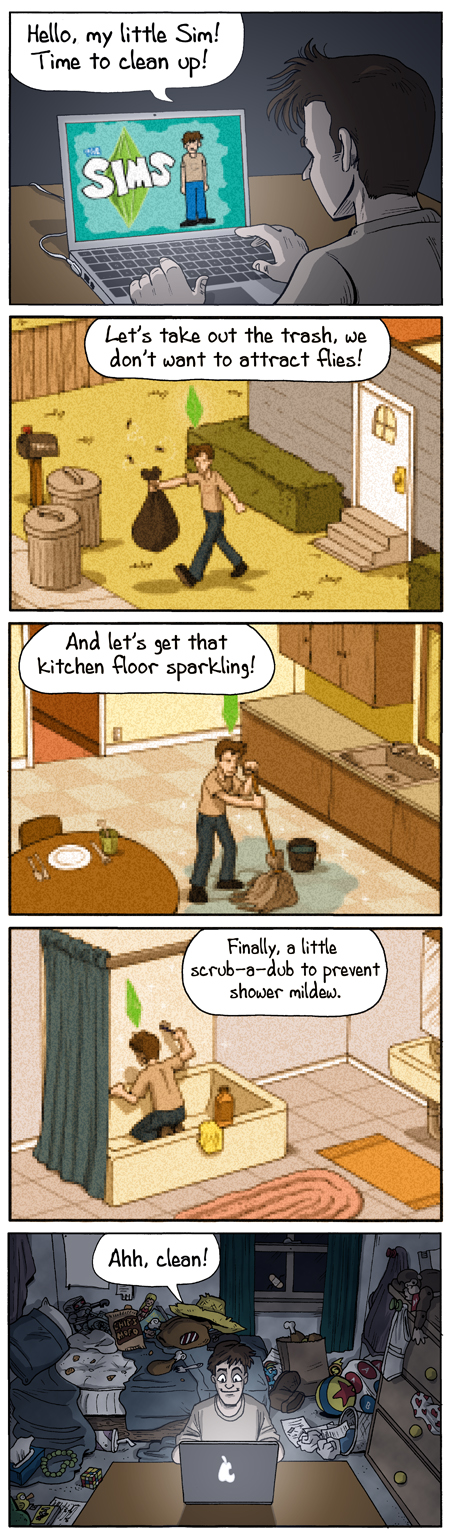 Hello, my little Sim!
Time to clean up!
THE
SIMS
Let's take out the trash, we
don't want to attract flies!
And let's get that
kitchen floor sparkling!
Finally, a little
scrub-a-dub to prevent
shower mildew.
Ahh, clean!